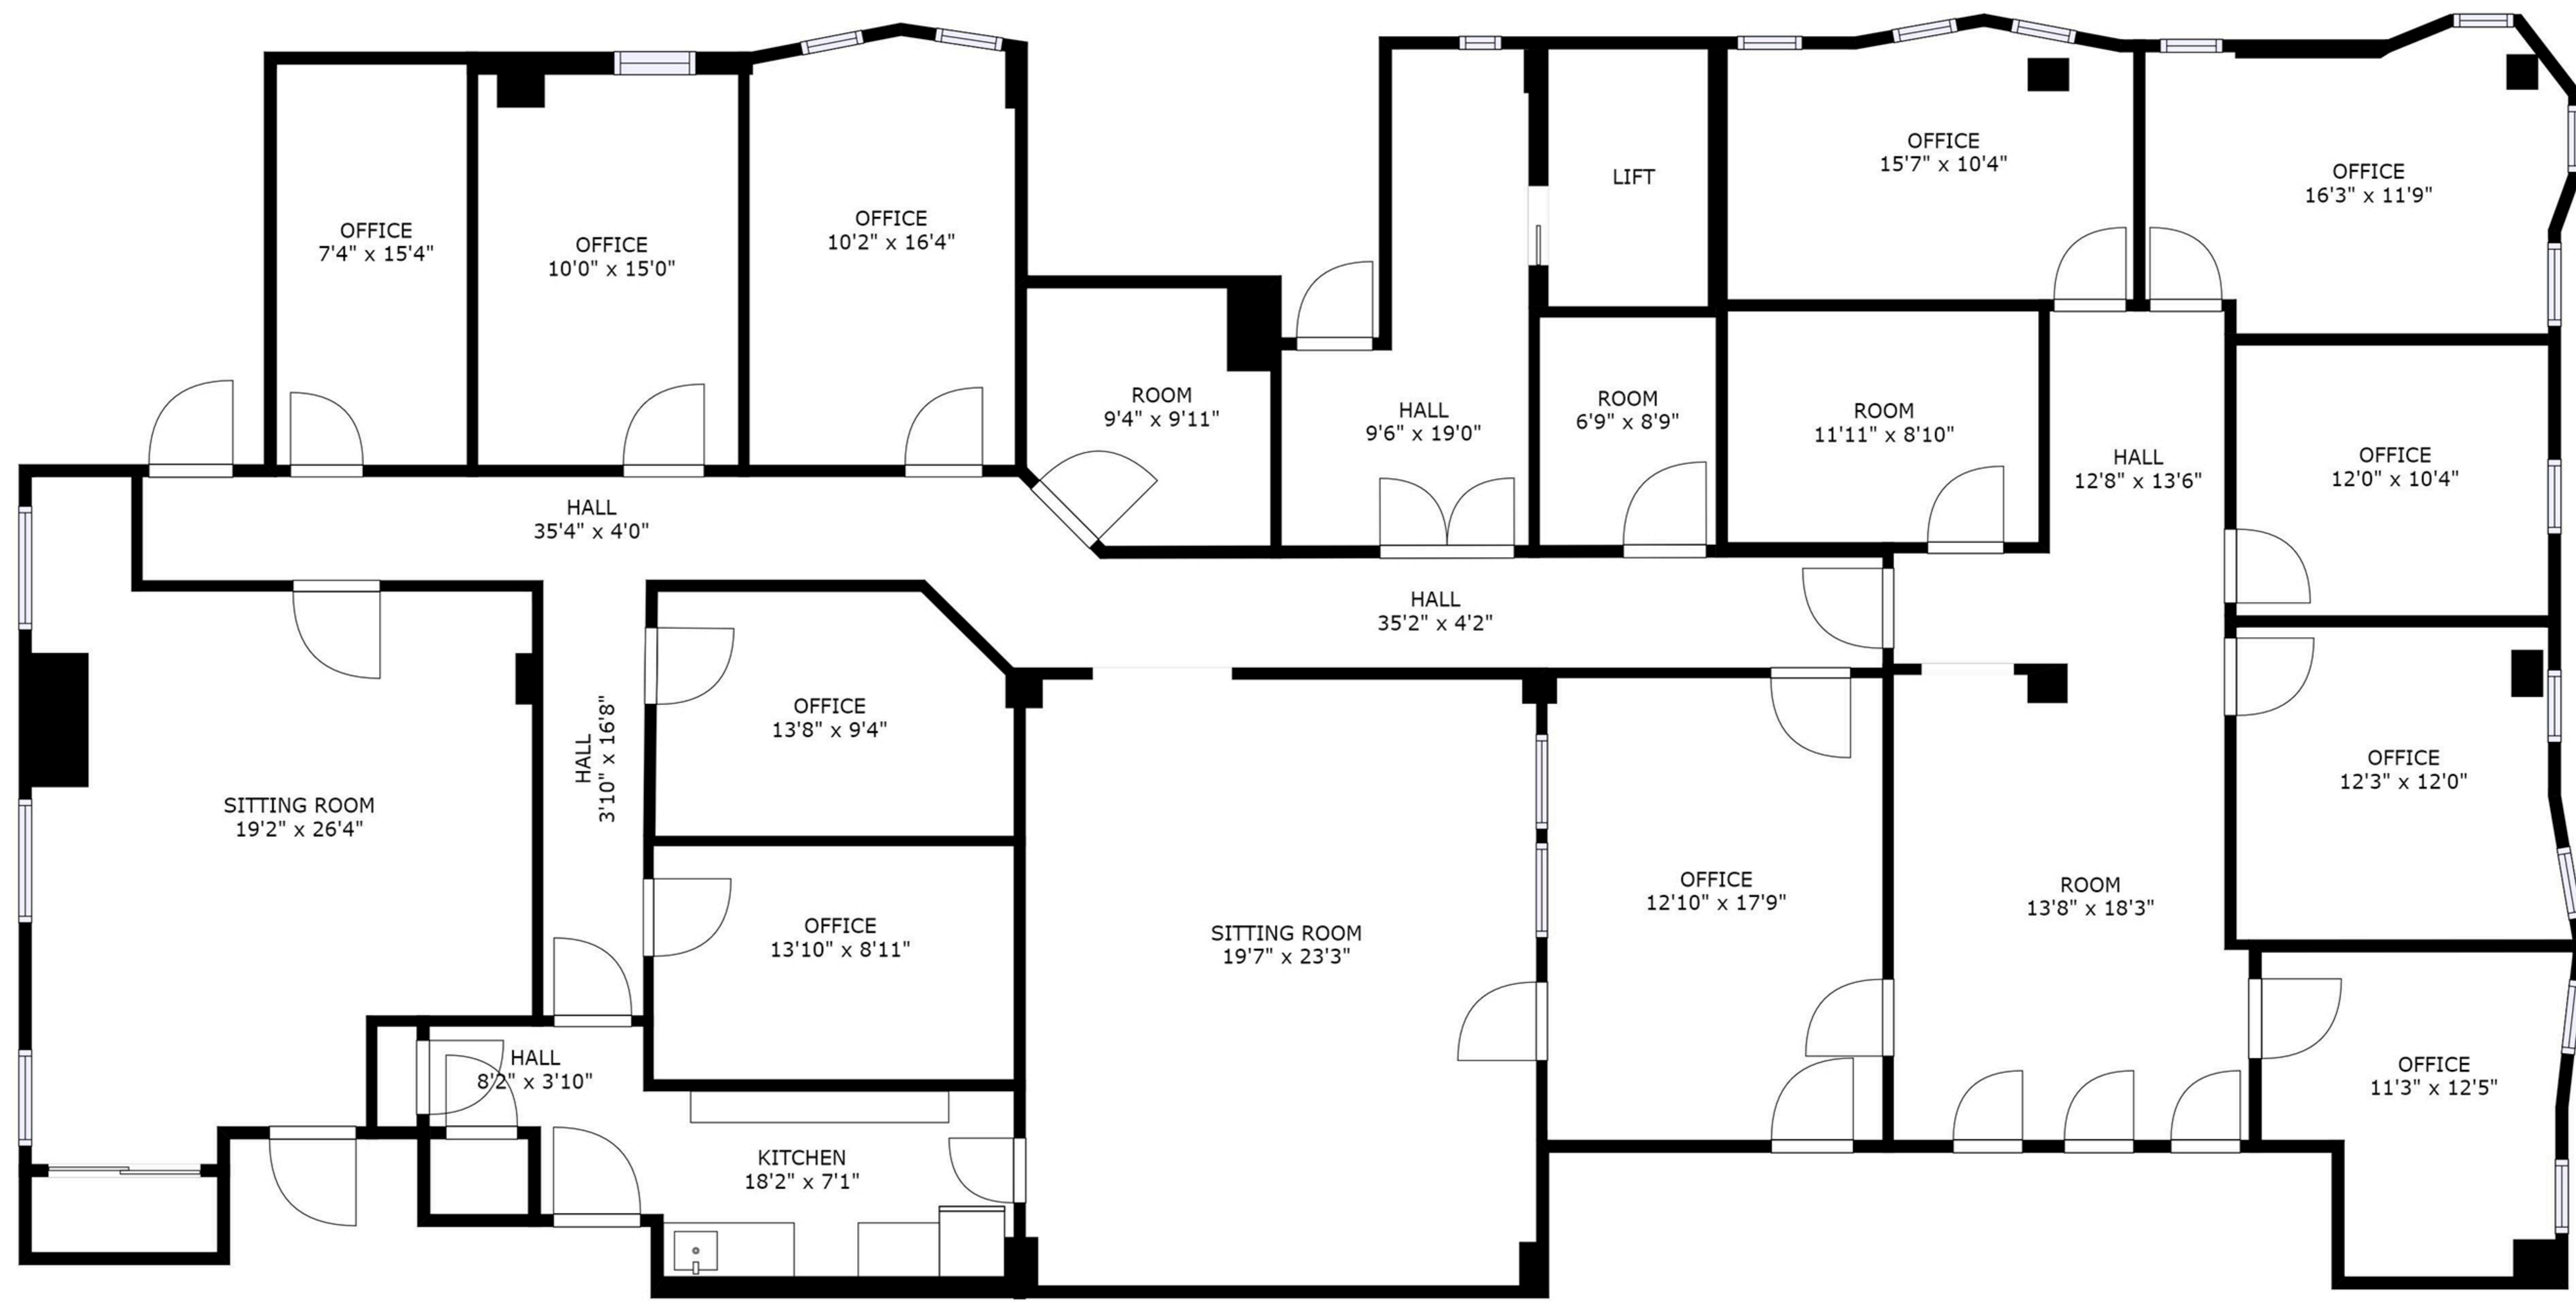 OFFICE
7'4" x 15'4"
OFFICE
10'0" x 15'0"
OFFICE
10'2" x 16'4"
LIFT
OFFICE
15'7" x 10'4"
OFFICE
16'3" x 11'9"
ROOM
9'4" x 9'11"
HALL
9'6" x 19'0"
ROOM
6'9" x 8'9"
ROOM
11'11" x 8'10"
HALL
12'8" x 13'6"
OFFICE
12'0" x 10'4"
HALL
35'4" x 4'0"
HALL
35'2" x 4'2"
SITTING ROOM
19'2" x 26'4"
HALL
3'10" x 16'8"
OFFICE
13'8" x 9'4"
OFFICE
13'10" x 8'11"
SITTING ROOM
19'7" x 23'3"
OFFICE
12'10" x 17'9"
ROOM
13'8" x 18'3"
OFFICE
12'3" x 12'0"
HALL
8'2" x 3'10"
KITCHEN
18'2" x 7'1"
OFFICE
11'3" x 12'5"